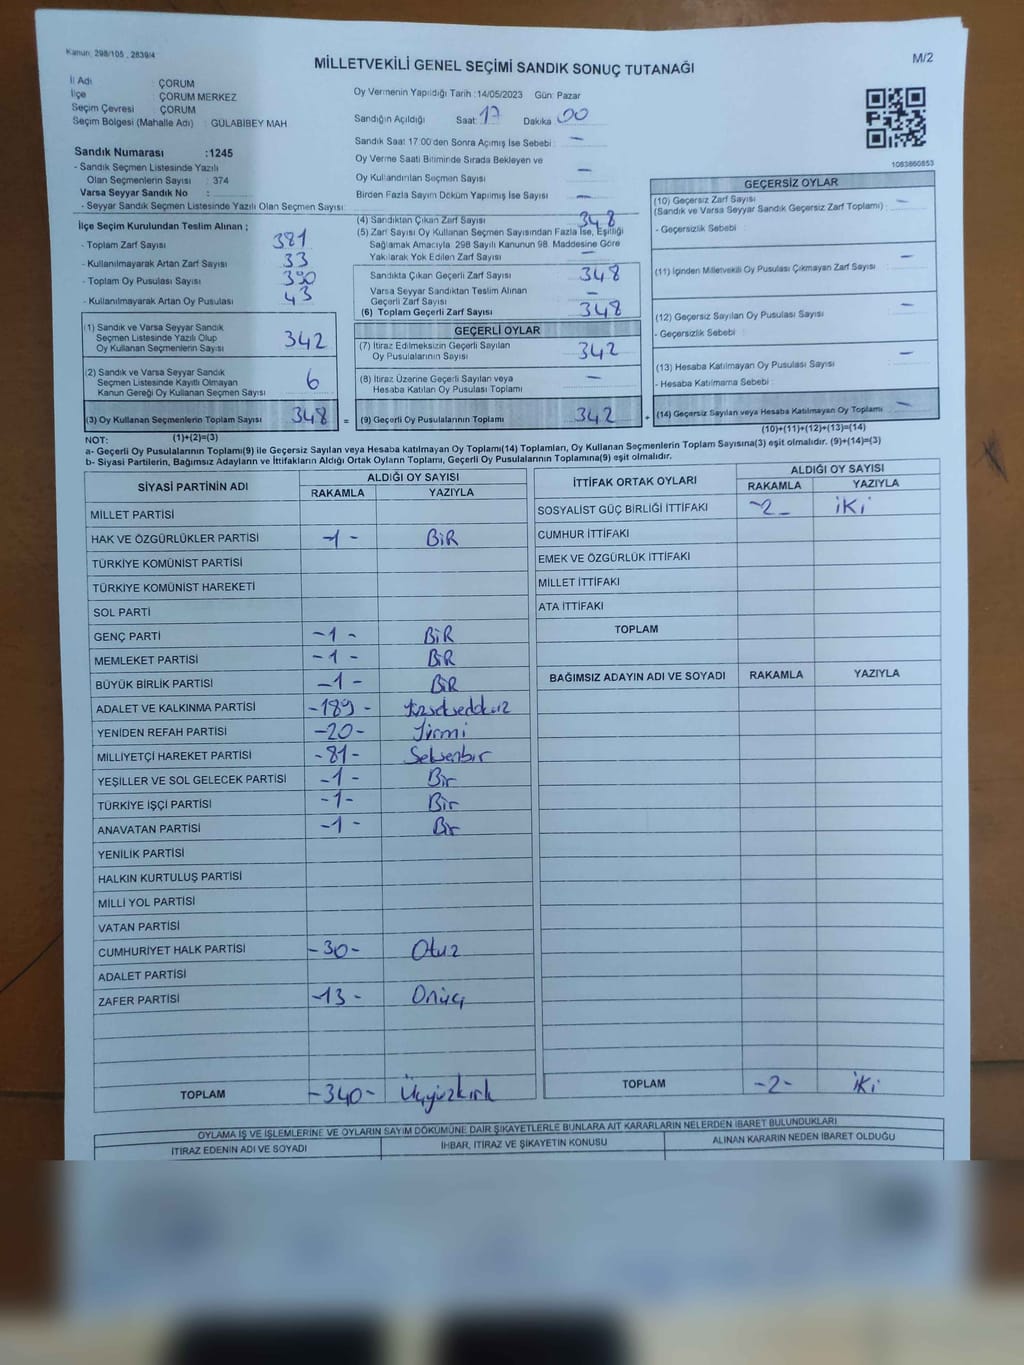 Kanun: 298/105 , 2839/4
MİLLETVEKİLİ GENEL SEÇİMİ SANDIK SONUÇ TUTANAĞI
M/2
İl Adı : ÇORUM
İlçe : ÇORUM MERKEZ
Seçim Çevresi : ÇORUM
Seçim Bölgesi (Mahalle Adı) : GÜLABİBEY MAH
Sandık Numarası :1245
- Sandık Seçmen Listesinde Yazılı
Olan Seçmenlerin Sayısı : 374
Varsa Seyyar Sandık No :
- Seyyar Sandık Seçmen Listesinde Yazılı Olan Seçmen Sayısı:
Oy Vermenin Yapıldığı Tarih :14/05/2023 Gün: Pazar
Sandığın Açıldığı Saat: 17 Dakika 00
Sandık Saat 17.00'den Sonra Açımış İse Sebebi : —
Oy Verme Saati Bitiminde Sırada Bekleyen ve
Oy Kullandırılan Seçmen Sayısı —
Birden Fazla Sayım Döküm Yapılmış İse Sayısı —
1083860853
İlçe Seçim Kurulundan Teslim Alınan ;
- Toplam Zarf Sayısı 381
- Kullanılmayarak Artan Zarf Sayısı 33
- Toplam Oy Pusulası Sayısı 390
- Kullanılmayarak Artan Oy Pusulası 43
(4) Sandıktan Çıkan Zarf Sayısı 348
(5) Zarf Sayısı Oy Kullanan Seçmen Sayısından Fazla İse, Eşitliği
Sağlamak Amacıyla 298 Sayılı Kanunun 98. Maddesine Göre
Yakılarak Yok Edilen Zarf Sayısı —
Sandıkta Çıkan Geçerli Zarf Sayısı 348
Varsa Seyyar Sandıktan Teslim Alınan
Geçerli Zarf Sayısı —
(6) Toplam Geçerli Zarf Sayısı 348
GEÇERSİZ OYLAR
(10) Geçersiz Zarf Sayısı —
(Sandık ve Varsa Seyyar Sandık Geçersiz Zarf Toplamı)
- Geçersizlik Sebebi :
(11) İçinden Milletvekili Oy Pusulası Çıkmayan Zarf Sayısı —
(12) Geçersiz Sayılan Oy Pusulası Sayısı —
- Geçersizlik Sebebi :
(13) Hesaba Katılmayan Oy Pusulası Sayısı —
- Hesaba Katılmama Sebebi :
(14) Geçersiz Sayılan veya Hesaba Katılmayan Oy Toplamı —
(1) Sandık ve Varsa Seyyar Sandık
Seçmen Listesinde Yazılı Olup
Oy Kullanan Seçmenlerin Sayısı 342
(2) Sandık ve Varsa Seyyar Sandık
Seçmen Listesinde Kayıtlı Olmayan
Kanun Gereği Oy Kullanan Seçmen Sayısı 6
(3) Oy Kullanan Seçmenlerin Toplam Sayısı 348 =
GEÇERLİ OYLAR
(7) İtiraz Edilmeksizin Geçerli Sayılan
Oy Pusulalarının Sayısı 342
(8) İtiraz Üzerine Geçerli Sayılan veya
Hesaba Katılan Oy Pusulası Toplamı —
(9) Geçerli Oy Pusulalarının Toplamı 342 +
(1)+(2)=(3)
(10)+(11)+(12)+(13)=(14)
NOT:
a- Geçerli Oy Pusulalarının Toplamı(9) ile Geçersiz Sayılan veya Hesaba katılmayan Oy Toplamı(14) Toplamları, Oy Kullanan Seçmenlerin Toplam Sayısına(3) eşit olmalıdır. (9)+(14)=(3)
b- Siyasi Partilerin, Bağımsız Adayların ve İttifakların Aldığı Ortak Oyların Toplamı, Geçerli Oy Pusulalarının Toplamına(9) eşit olmalıdır.
SİYASİ PARTİNİN ADI ALDIĞI OY SAYISI
RAKAMLA YAZIYLA
MİLLET PARTİSİ
HAK VE ÖZGÜRLÜKLER PARTİSİ -1- BİR
TÜRKİYE KOMÜNİST PARTİSİ
TÜRKİYE KOMÜNİST HAREKETİ
SOL PARTİ
GENÇ PARTİ -1- BİR
MEMLEKET PARTİSİ -1- BİR
BÜYÜK BİRLİK PARTİSİ -1- BİR
ADALET VE KALKINMA PARTİSİ -189-
YENİDEN REFAH PARTİSİ -20- Yirmi
MİLLİYETÇİ HAREKET PARTİSİ -81- Seksenbir
YEŞİLLER VE SOL GELECEK PARTİSİ -1- Bir
TÜRKİYE İŞÇİ PARTİSİ -1- Bir
ANAVATAN PARTİSİ -1- Bir
YENİLİK PARTİSİ
HALKIN KURTULUŞ PARTİSİ
MİLLİ YOL PARTİSİ
VATAN PARTİSİ
CUMHURİYET HALK PARTİSİ -30- Otuz
ADALET PARTİSİ
ZAFER PARTİSİ -13- Onüç
TOPLAM -340- Üçyüzkırk
İTTİFAK ORTAK OYLARI ALDIĞI OY SAYISI
RAKAMLA YAZIYLA
SOSYALİST GÜÇ BİRLİĞİ İTTİFAKI -2- İKİ
CUMHUR İTTİFAKI
EMEK VE ÖZGÜRLÜK İTTİFAKI
MİLLET İTTİFAKI
ATA İTTİFAKI
TOPLAM
BAĞIMSIZ ADAYIN ADI VE SOYADI RAKAMLA YAZIYLA
TOPLAM -2- İKİ
OYLAMA İŞ VE İŞLEMLERİNE VE OYLARIN SAYIM DÖKÜMÜNE DAİR ŞİKAYETLERLE BUNLARA AİT KARARLARIN NELERDEN İBARET BULUNDUKLARI
İTİRAZ EDENİN ADI VE SOYADI İHBAR, İTİRAZ VE ŞİKAYETİN KONUSU ALINAN KARARIN NEDEN İBARET OLDUĞU